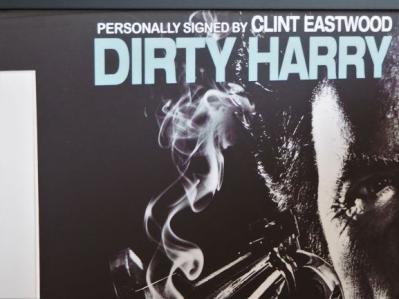 PERSONALLY SIGNED BY CLINT EASTWOOD
DIRTY HARRY